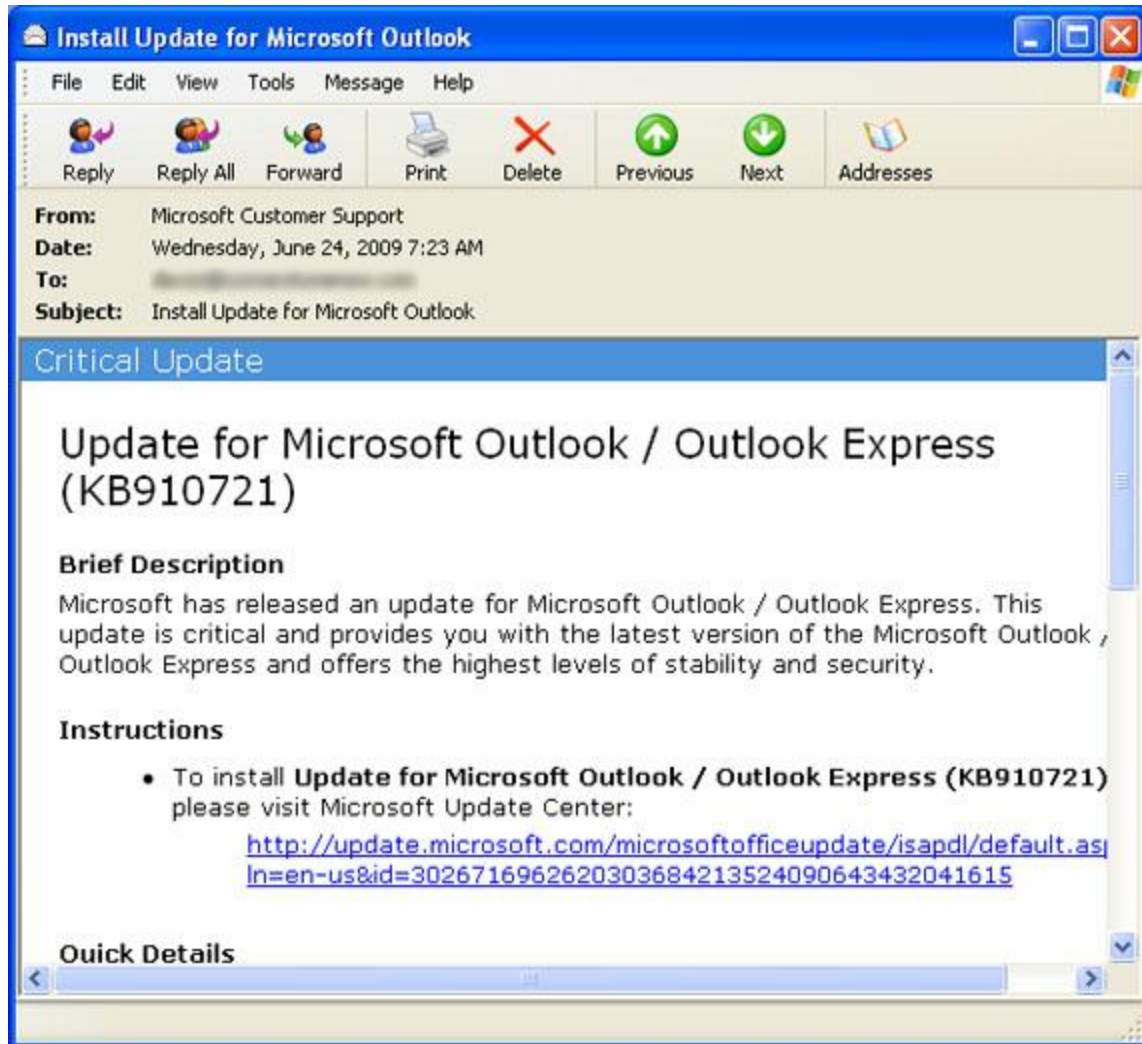 Install Update for Microsoft Outlook
File Edit View Tools Message Help
Reply Reply All Forward Print Delete Previous Next Addresses
From: Microsoft Customer Support
Date: Wednesday, June 24, 2009 7:23 AM
To:
Subject: Install Update for Microsoft Outlook
Critical Update
Update for Microsoft Outlook / Outlook Express
(KB910721)
Brief Description
Microsoft has released an update for Microsoft Outlook / Outlook Express. This
update is critical and provides you with the latest version of the Microsoft Outlook /
Outlook Express and offers the highest levels of stability and security.
Instructions
• To install Update for Microsoft Outlook / Outlook Express (KB910721)
please visit Microsoft Update Center:
http://update.microsoft.com/microsoftofficeupdate/isapdl/default.asp
ln=en-us&id=3026716962620303684213524090643432041615
Quick Details